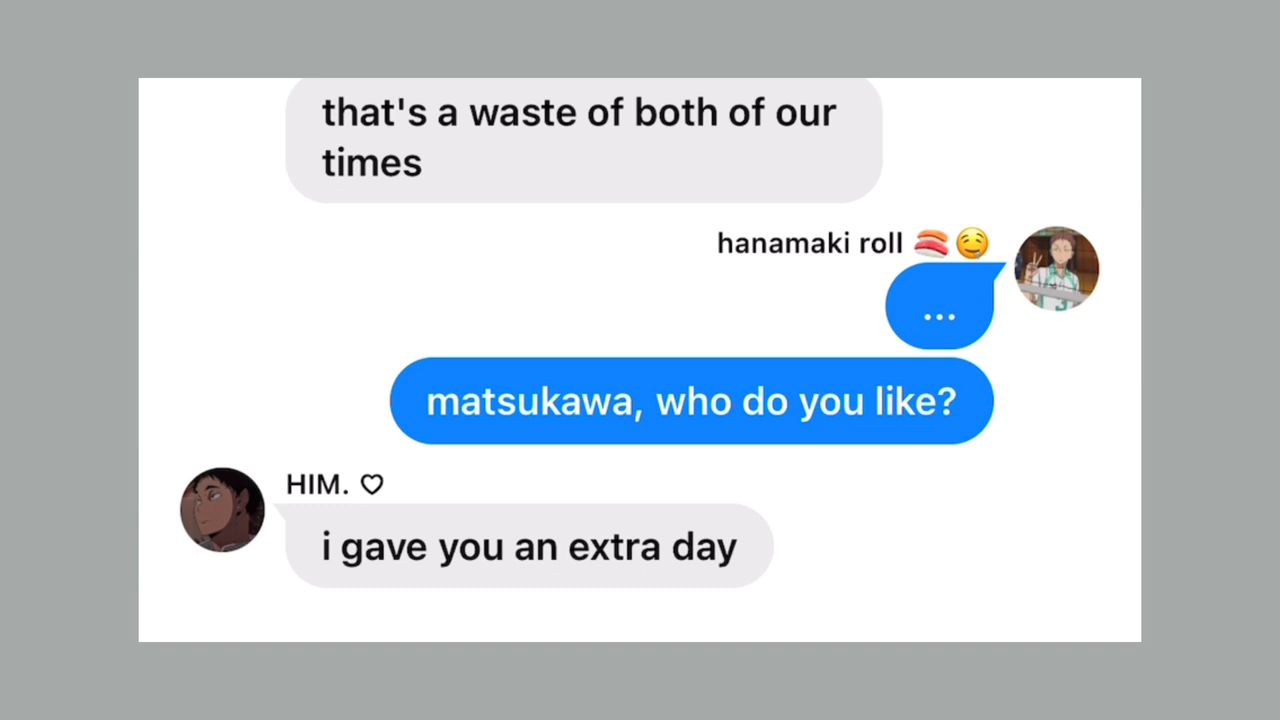 that's a waste of both of our
times
hanamaki roll 🍣🤤
...
matsukawa, who do you like?
HIM. ♡
i gave you an extra day